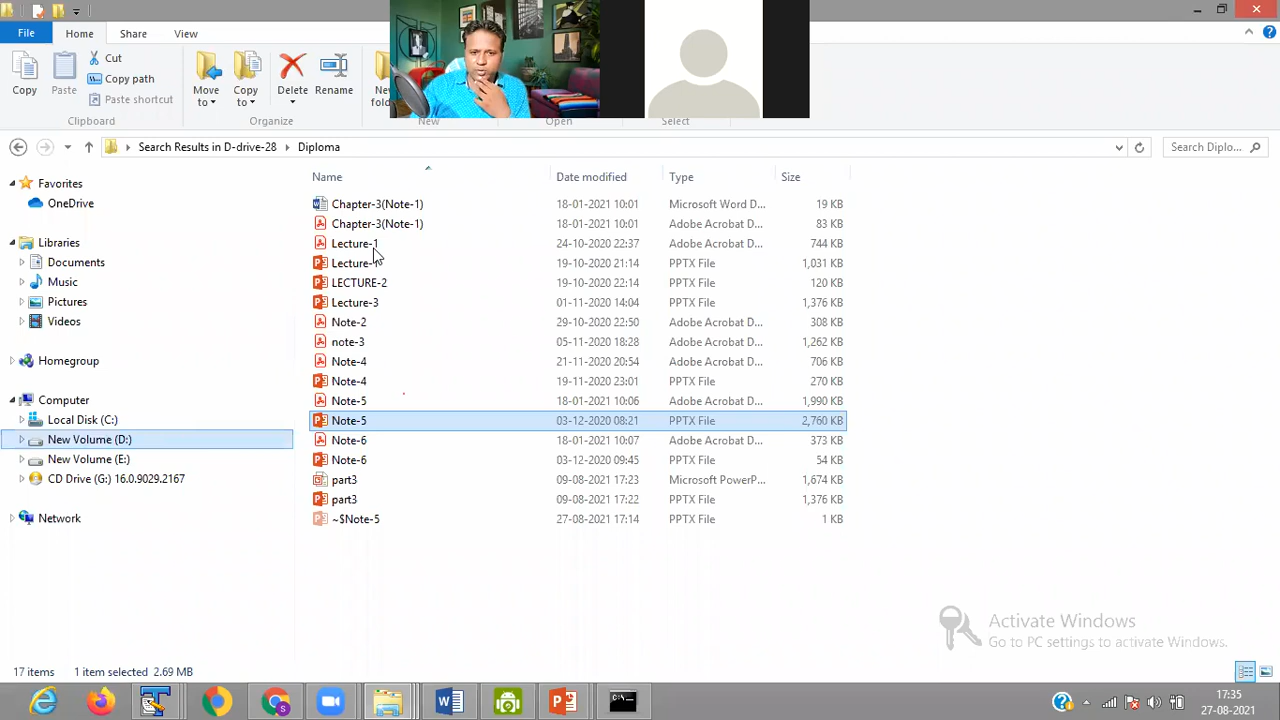 File Home Share View
Copy
Paste
Cut
Copy path
Paste shortcut
Clipboard
Move
to
Copy
to
Delete
Rename
Organize
New
fold
New
Open
Select
Search Results in D-drive-28 Diploma
Search Diplo...
Name Date modified Type Size
Chapter-3(Note-1) 18-01-2021 10:01 Microsoft Word D... 19 KB
Chapter-3(Note-1) 18-01-2021 10:01 Adobe Acrobat D... 83 KB
Lecture-1 24-10-2020 22:37 Adobe Acrobat D... 744 KB
Lecture-1 19-10-2020 21:14 PPTX File 1,031 KB
LECTURE-2 19-10-2020 22:14 PPTX File 120 KB
Lecture-3 01-11-2020 14:04 PPTX File 1,376 KB
Note-2 29-10-2020 22:50 Adobe Acrobat D... 308 KB
note-3 05-11-2020 18:28 Adobe Acrobat D... 1,262 KB
Note-4 21-11-2020 20:54 Adobe Acrobat D... 706 KB
Note-4 19-11-2020 23:01 PPTX File 270 KB
Note-5 18-01-2021 10:06 Adobe Acrobat D... 1,990 KB
Note-5 03-12-2020 08:21 PPTX File 2,760 KB
Note-6 18-01-2021 10:07 Adobe Acrobat D... 373 KB
Note-6 03-12-2020 09:45 PPTX File 54 KB
part3 09-08-2021 17:23 Microsoft PowerP... 1,674 KB
part3 09-08-2021 17:22 PPTX File 1,376 KB
~$Note-5 27-08-2021 17:14 PPTX File 1 KB
Favorites
OneDrive
Libraries
Documents
Music
Pictures
Videos
Homegroup
Computer
Local Disk (C:)
New Volume (D:)
New Volume (E:)
CD Drive (G:) 16.0.9029.2167
Network
Activate Windows
Go to PC settings to activate Windows.
17 items 1 item selected 2.69 MB
17:35
27-08-2021